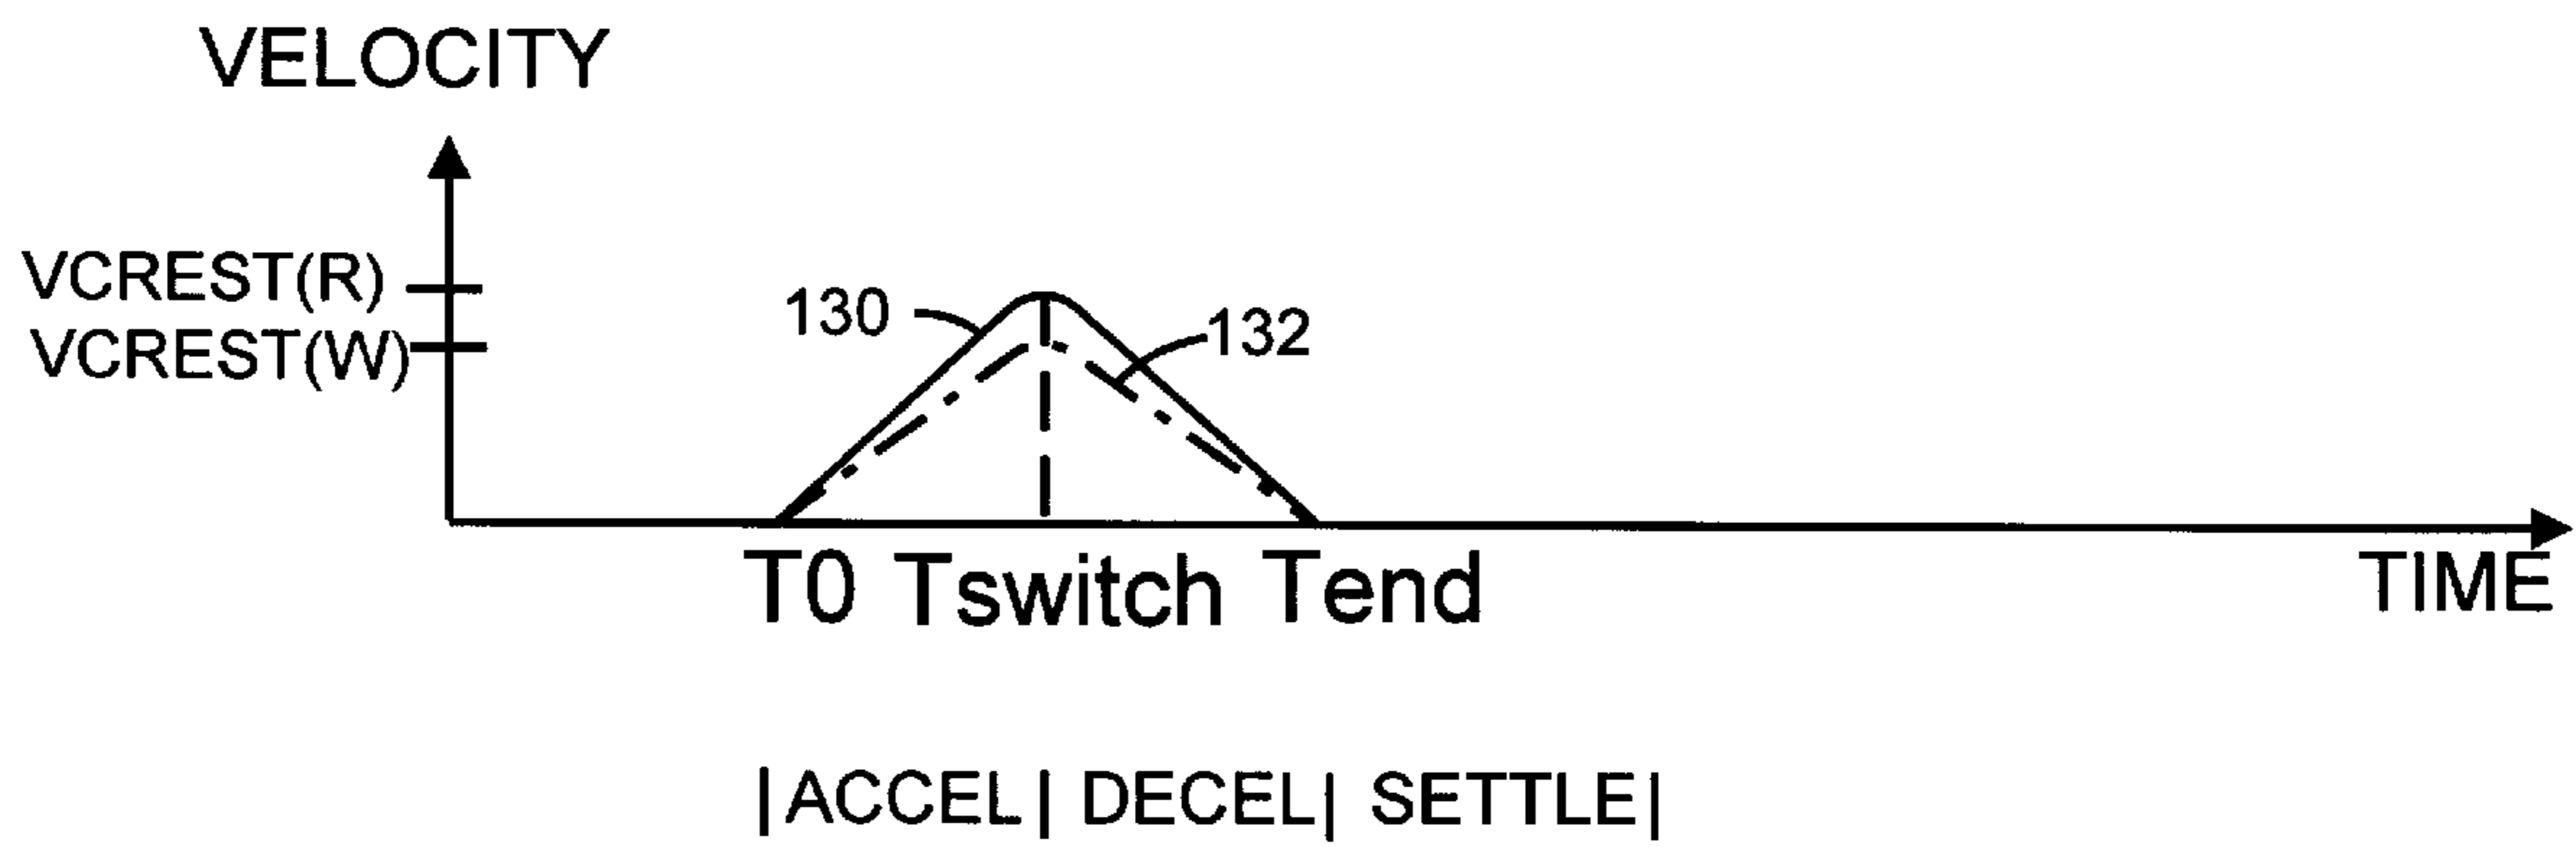 VELOCITY
VCREST(R)
VCREST(W)
130
132
T0 Tswitch Tend
TIME
|ACCEL| DECEL| SETTLE|